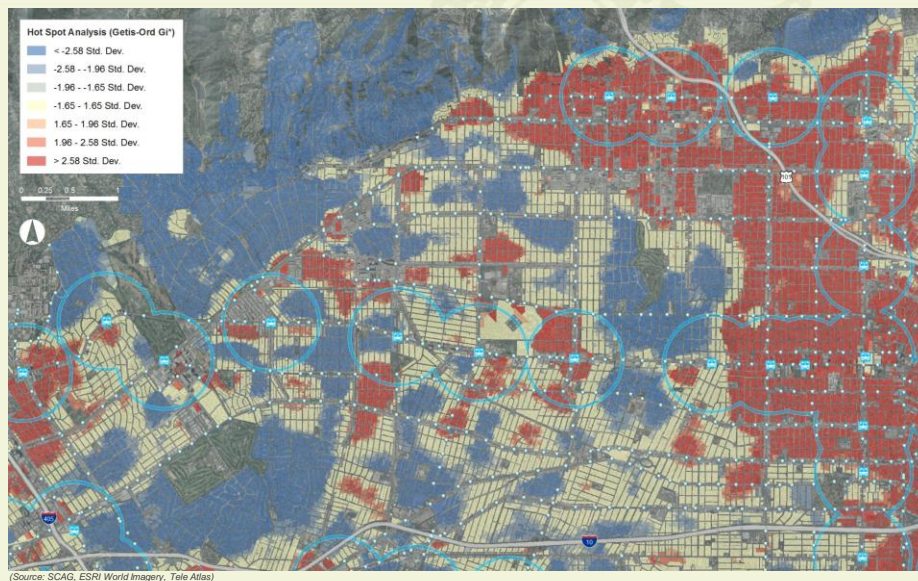 Hot Spot Analysis (Getis-Ord Gi*)
< -2.58 Std. Dev.
-2.58 - -1.96 Std. Dev.
-1.96 - -1.65 Std. Dev.
-1.65 - 1.65 Std. Dev.
1.65 - 1.96 Std. Dev.
1.96 - 2.58 Std. Dev.
> 2.58 Std. Dev.
0 0.25 0.5 1
Miles
101
405
10
(Source: SCAG, ESRI World Imagery, Tele Atlas)